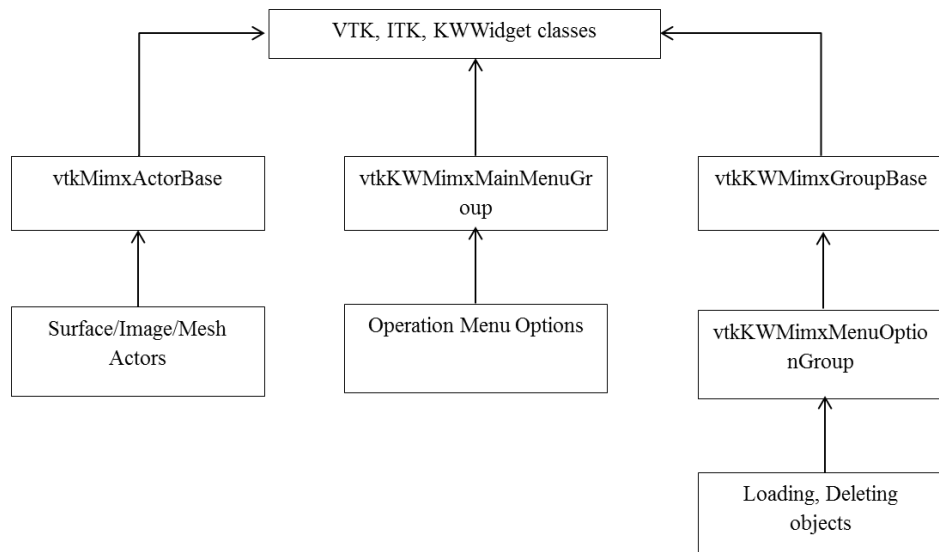 VTK, ITK, KWWidget classes
vtkMimxActorBase
vtkKWMimxMainMenuGr
oup
vtkKWMimxGroupBase
Surface/Image/Mesh
Actors
Operation Menu Options
vtkKWMimxMenuOptio
nGroup
Loading, Deleting
objects